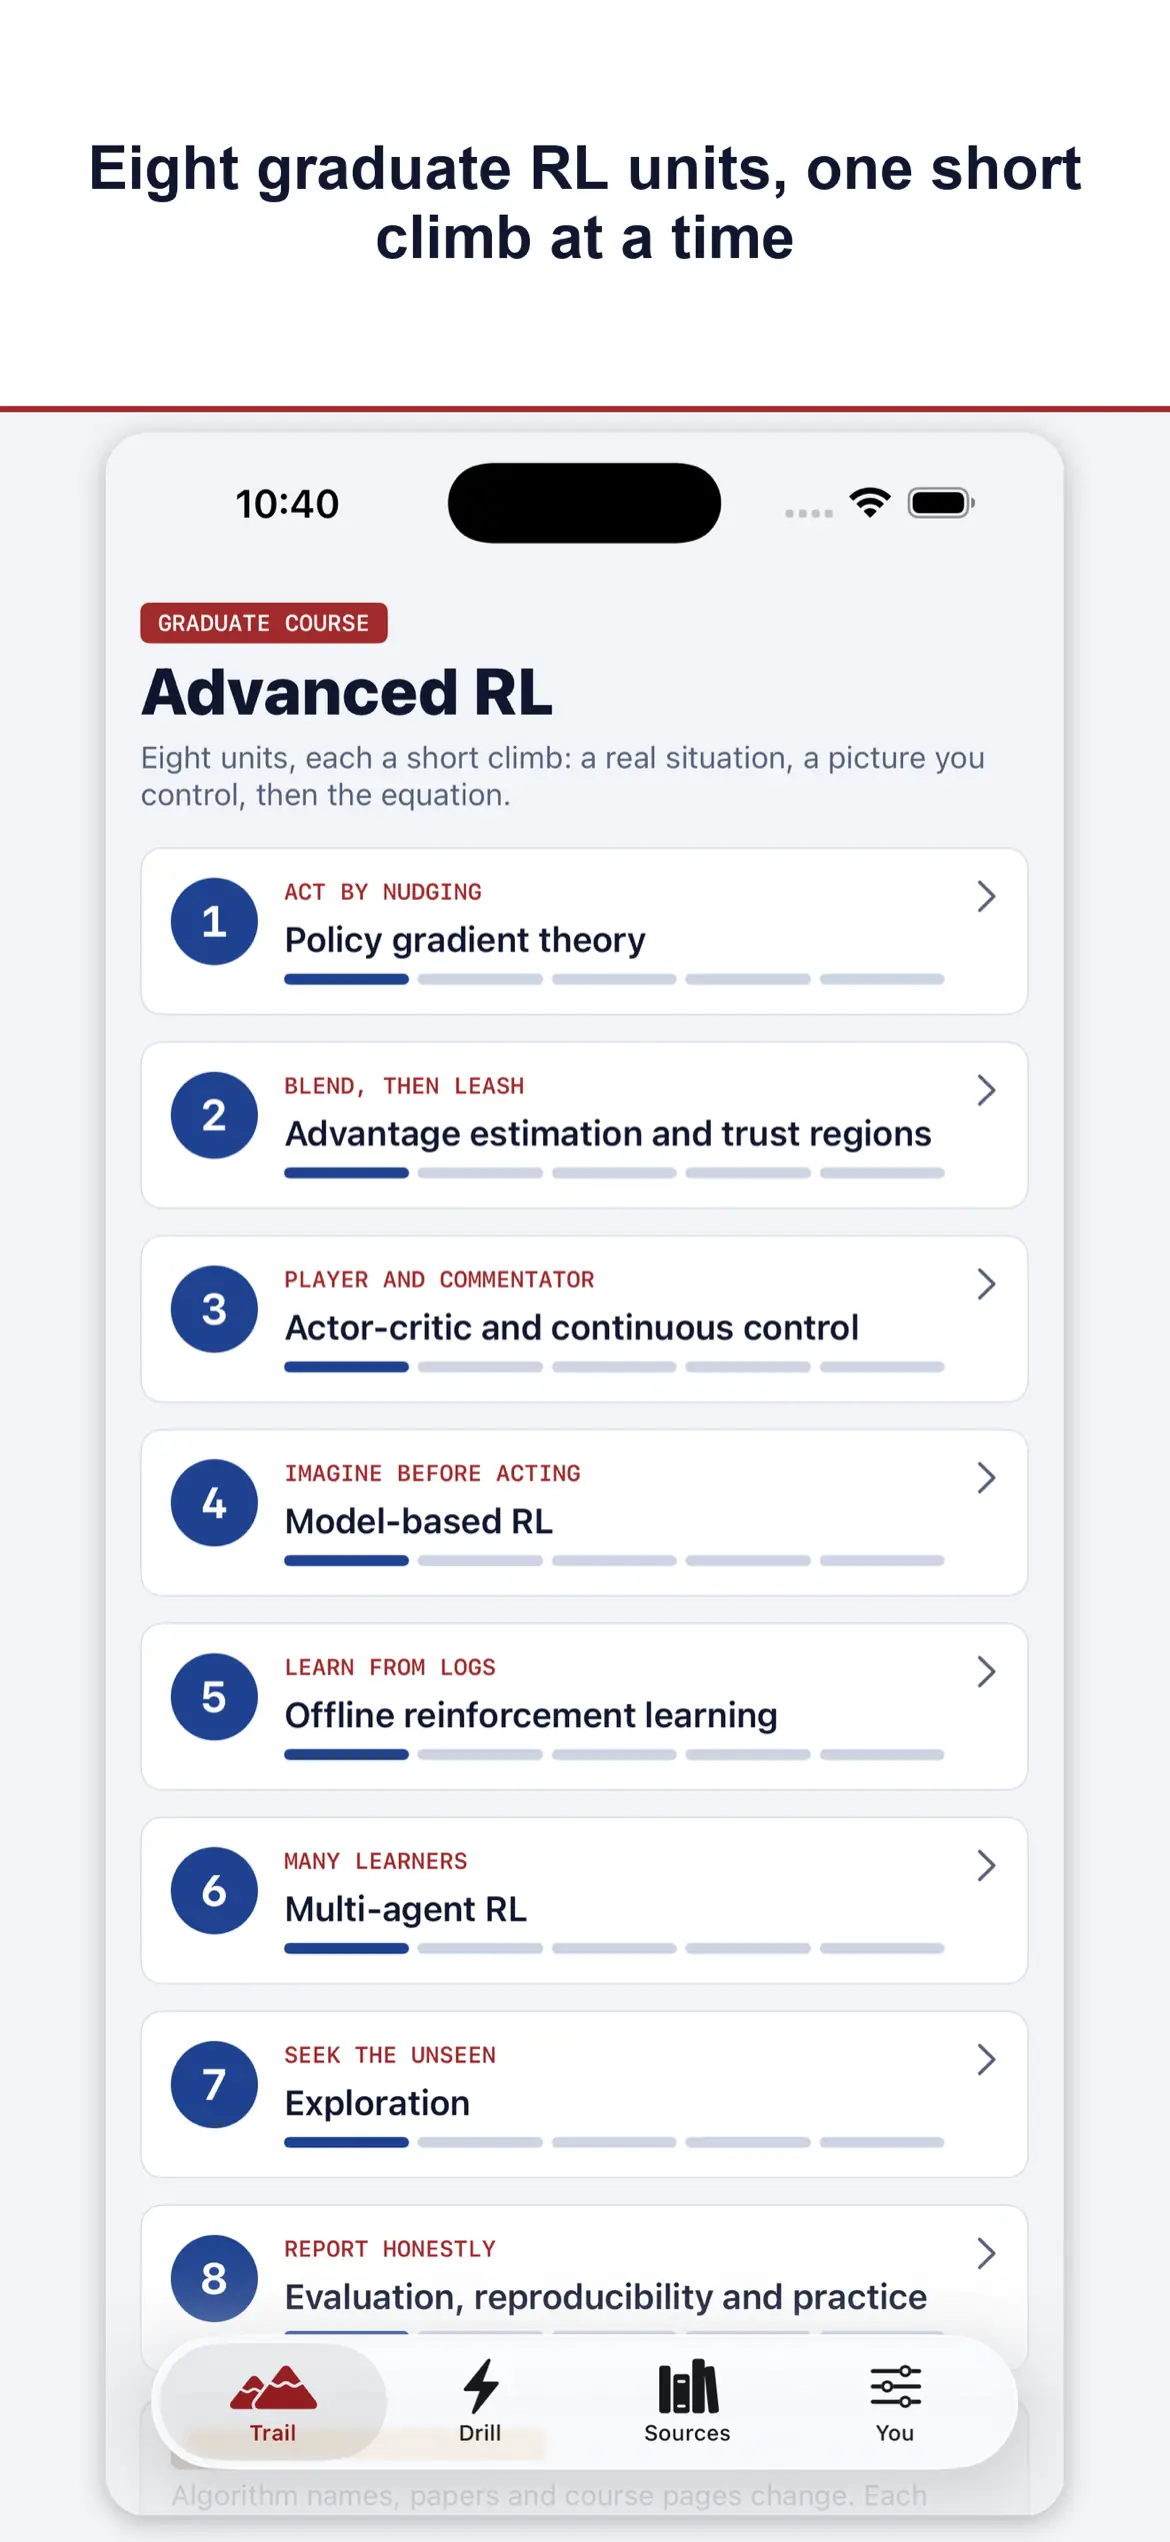 Eight graduate RL units, one short
climb at a time
10:40
GRADUATE COURSE
Advanced RL
Eight units, each a short climb: a real situation, a picture you
control, then the equation.
1
ACT BY NUDGING
Policy gradient theory
2
BLEND, THEN LEASH
Advantage estimation and trust regions
3
PLAYER AND COMMENTATOR
Actor-critic and continuous control
4
IMAGINE BEFORE ACTING
Model-based RL
5
LEARN FROM LOGS
Offline reinforcement learning
6
MANY LEARNERS
Multi-agent RL
7
SEEK THE UNSEEN
Exploration
8
REPORT HONESTLY
Evaluation, reproducibility and practice
Trail
Drill
Sources
You
Algorithm names, papers and course pages change. Each